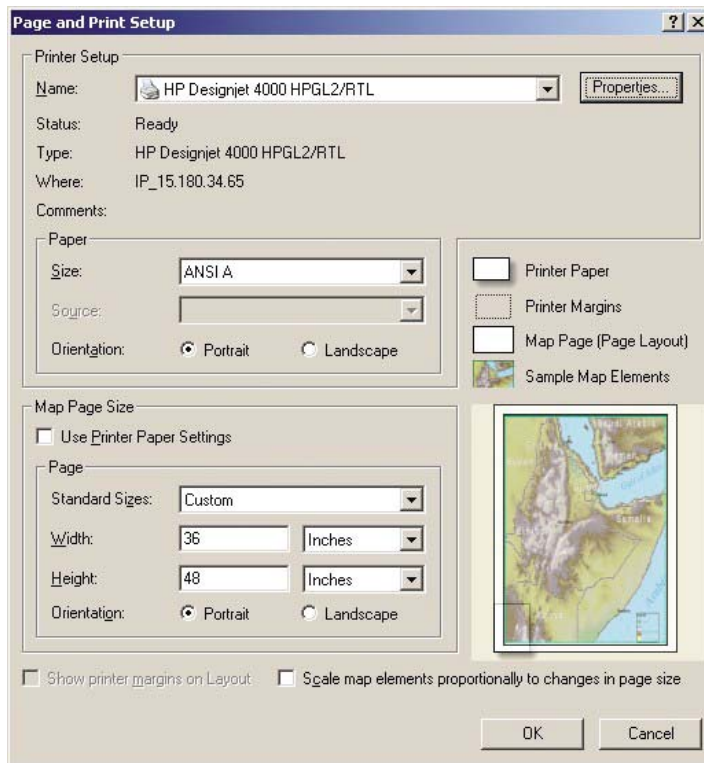 Page and Print Setup
Printer Setup
Name: HP Designjet 4000 HPGL2/RTL Properties...
Status: Ready
Type: HP Designjet 4000 HPGL2/RTL
Where: IP_15.180.34.65
Comments:
Paper
Size: ANSI A
Source:
Orientation: Portrait Landscape
Printer Paper
Printer Margins
Map Page (Page Layout)
Sample Map Elements
Map Page Size
Use Printer Paper Settings
Page
Standard Sizes: Custom
Width: 36 Inches
Height: 48 Inches
Orientation: Portrait Landscape
Somalia
Show printer margins on Layout
Scale map elements proportionally to changes in page size
OK Cancel